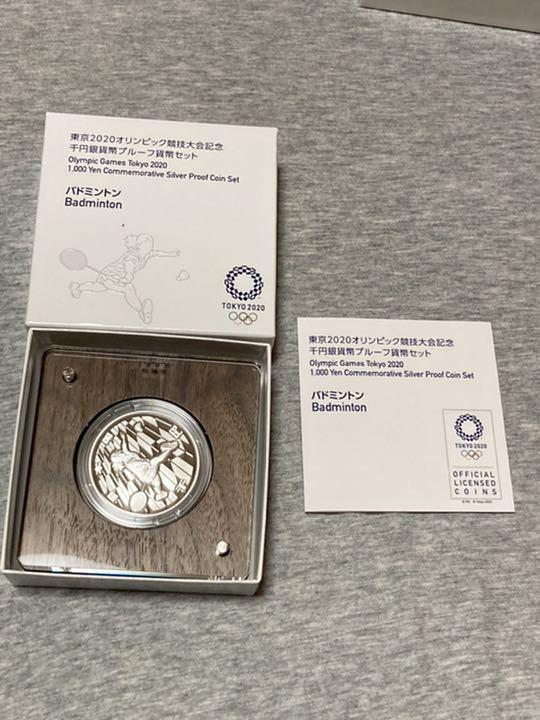 東京2020オリンピック競技大会記念
千円銀貨幣プルーフ貨幣セット
Olympic Games Tokyo 2020
1,000 Yen Commemorative Silver Proof Coin Set
バドミントン
Badminton
TOKYO 2020
東京2020オリンピック競技大会記念
千円銀貨幣プルーフ貨幣セット
Olympic Games Tokyo 2020
1,000 Yen Commemorative Silver Proof Coin Set
バドミントン
Badminton
TOKYO 2020
OFFICIAL
LICENSED
COINS